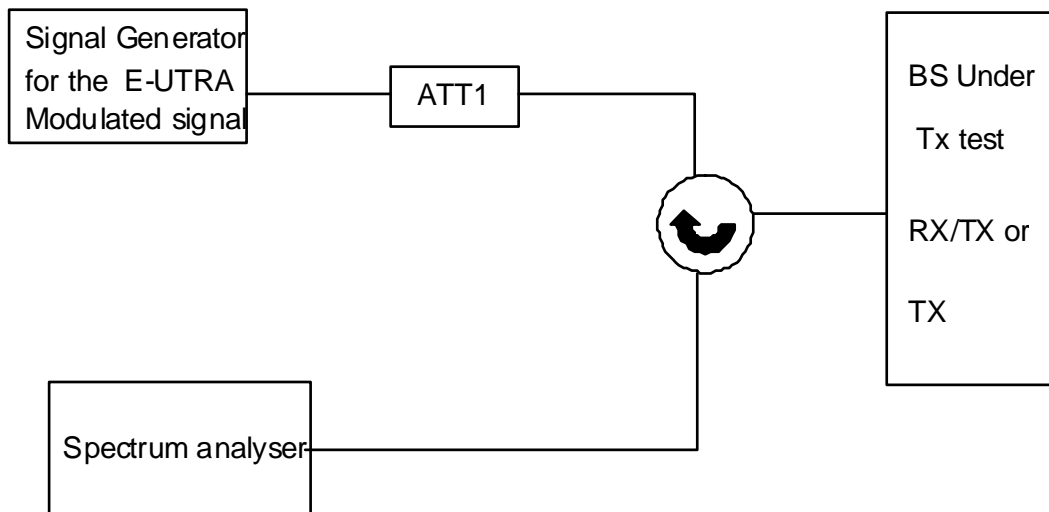 Signal Generator
for the E-UTRA
Modulated signal
ATT1
BS Under
Tx test
RX/TX or
TX
Spectrum analyser